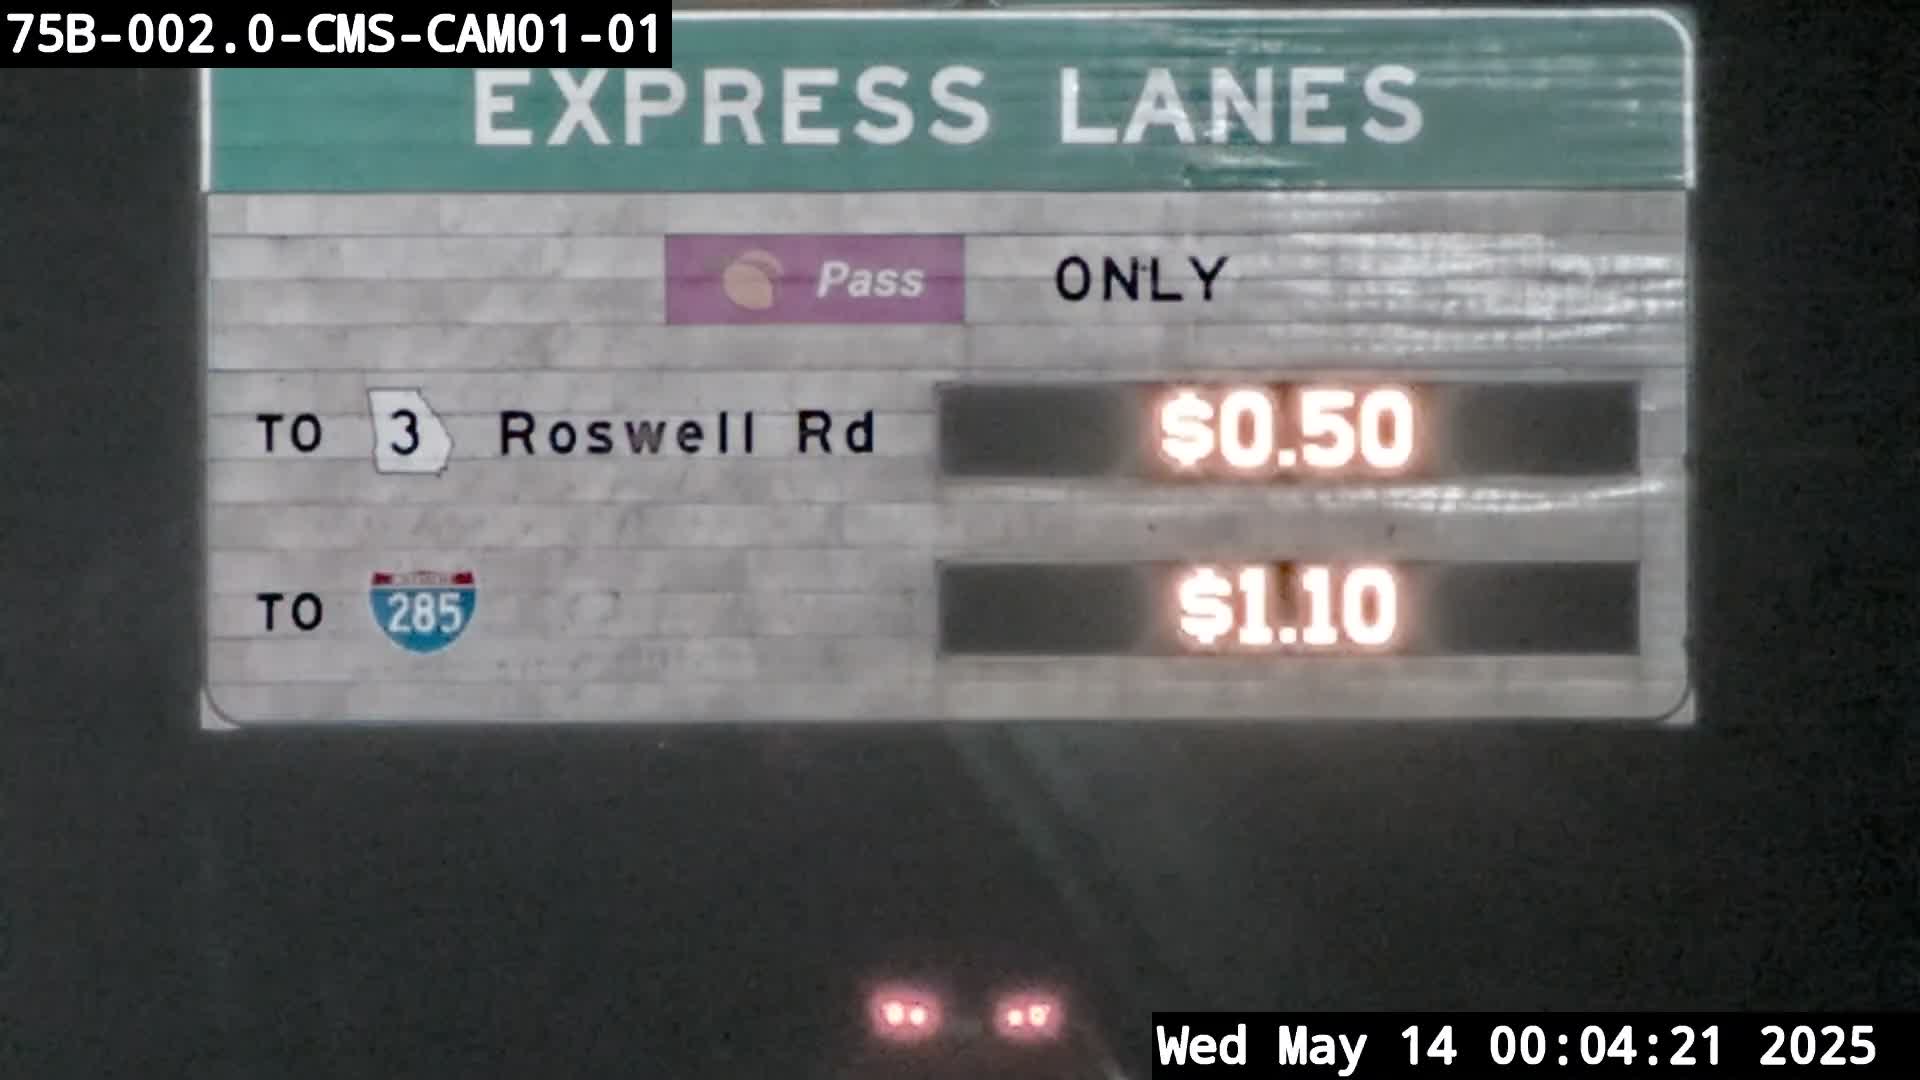 75B-002.0-CMS-CAM01-01
EXPRESS LANES
Pass ONLY
TO 3 Roswell Rd $0.50
TO 285 $1.10
Wed May 14 00:04:21 2025